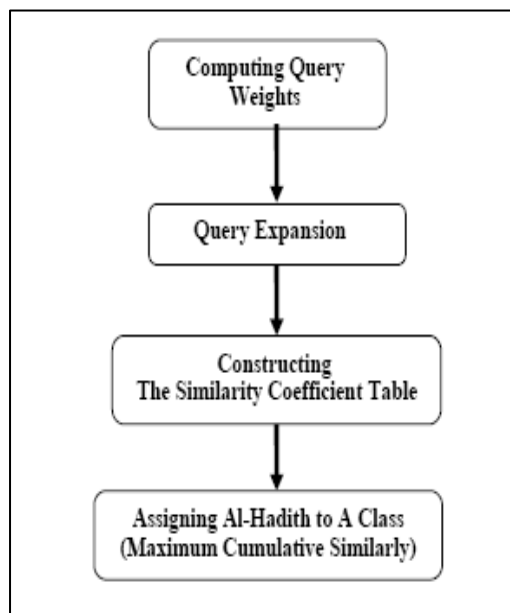 Computing Query
Weights
Query Expansion
Constructing
The Similarity Coefficient Table
Assigning Al-Hadith to A Class
(Maximum Cumulative Similarly)